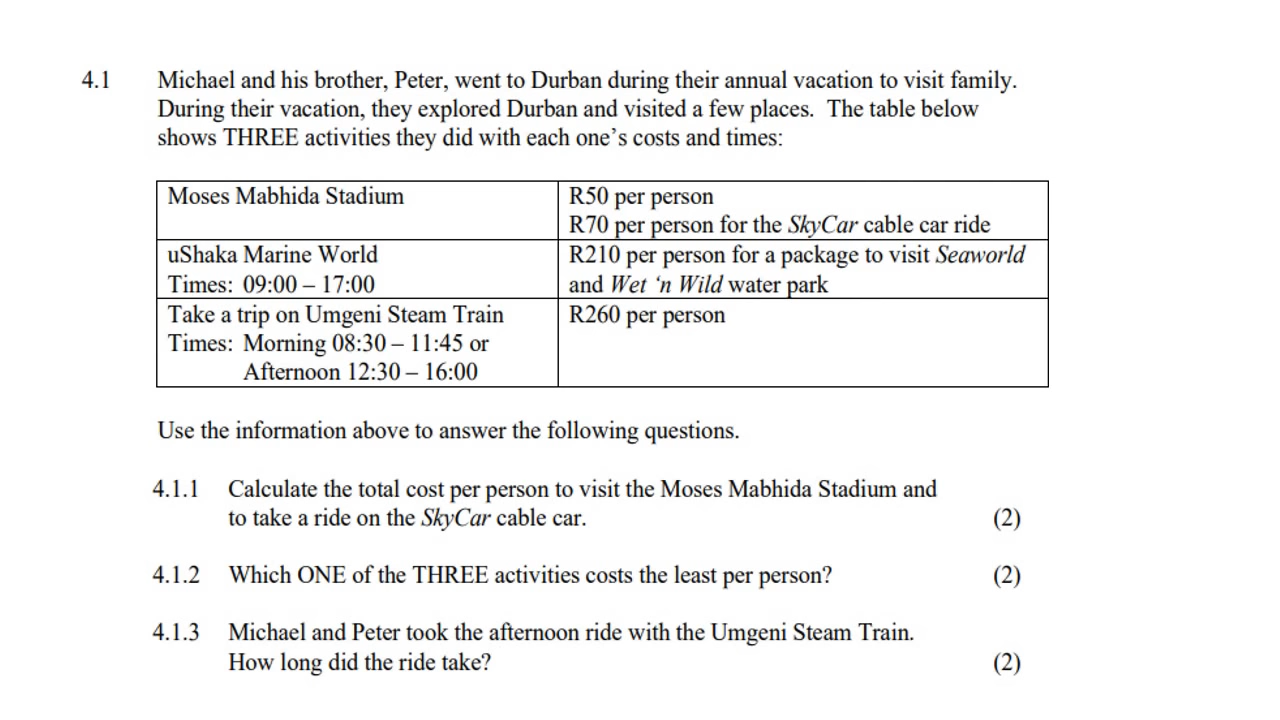 4.1 Michael and his brother, Peter, went to Durban during their annual vacation to visit family.
During their vacation, they explored Durban and visited a few places. The table below
shows THREE activities they did with each one’s costs and times:
Moses Mabhida Stadium
R50 per person
R70 per person for the SkyCar cable car ride
uShaka Marine World
Times: 09:00 – 17:00
R210 per person for a package to visit Seaworld
and Wet ‘n Wild water park
Take a trip on Umgeni Steam Train
Times: Morning 08:30 – 11:45 or
Afternoon 12:30 – 16:00
R260 per person
Use the information above to answer the following questions.
4.1.1 Calculate the total cost per person to visit the Moses Mabhida Stadium and
to take a ride on the SkyCar cable car. (2)
4.1.2 Which ONE of the THREE activities costs the least per person? (2)
4.1.3 Michael and Peter took the afternoon ride with the Umgeni Steam Train.
How long did the ride take? (2)